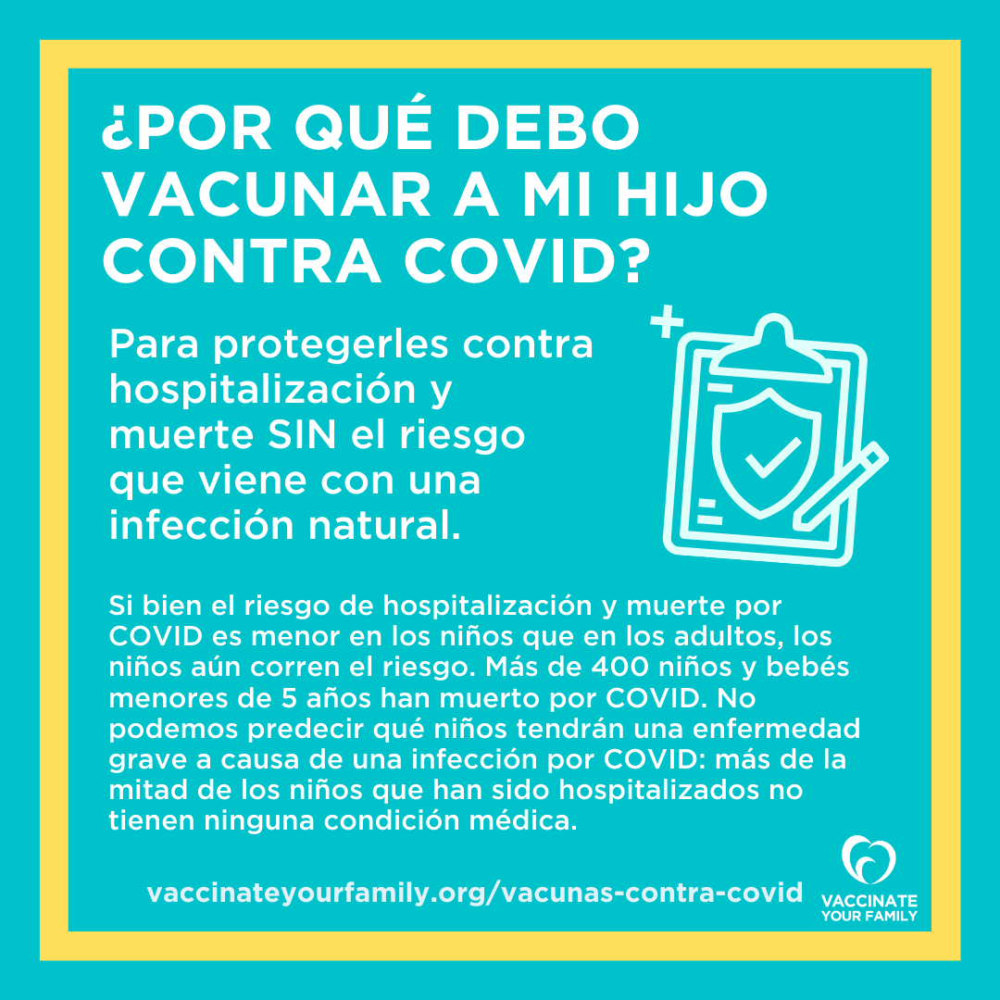 ¿POR QUÉ DEBO
VACUNAR A MI HIJO
CONTRA COVID?
Para protegerles contra
hospitalización y
muerte SIN el riesgo
que viene con una
infección natural.
Si bien el riesgo de hospitalización y muerte por
COVID es menor en los niños que en los adultos, los
niños aún corren el riesgo. Más de 400 niños y bebés
menores de 5 años han muerto por COVID. No
podemos predecir qué niños tendrán una enfermedad
grave a causa de una infección por COVID: más de la
mitad de los niños que han sido hospitalizados no
tienen ninguna condición médica.
vaccinateyourfamily.org/vacunas-contra-covid
VACCINATE
YOUR FAMILY